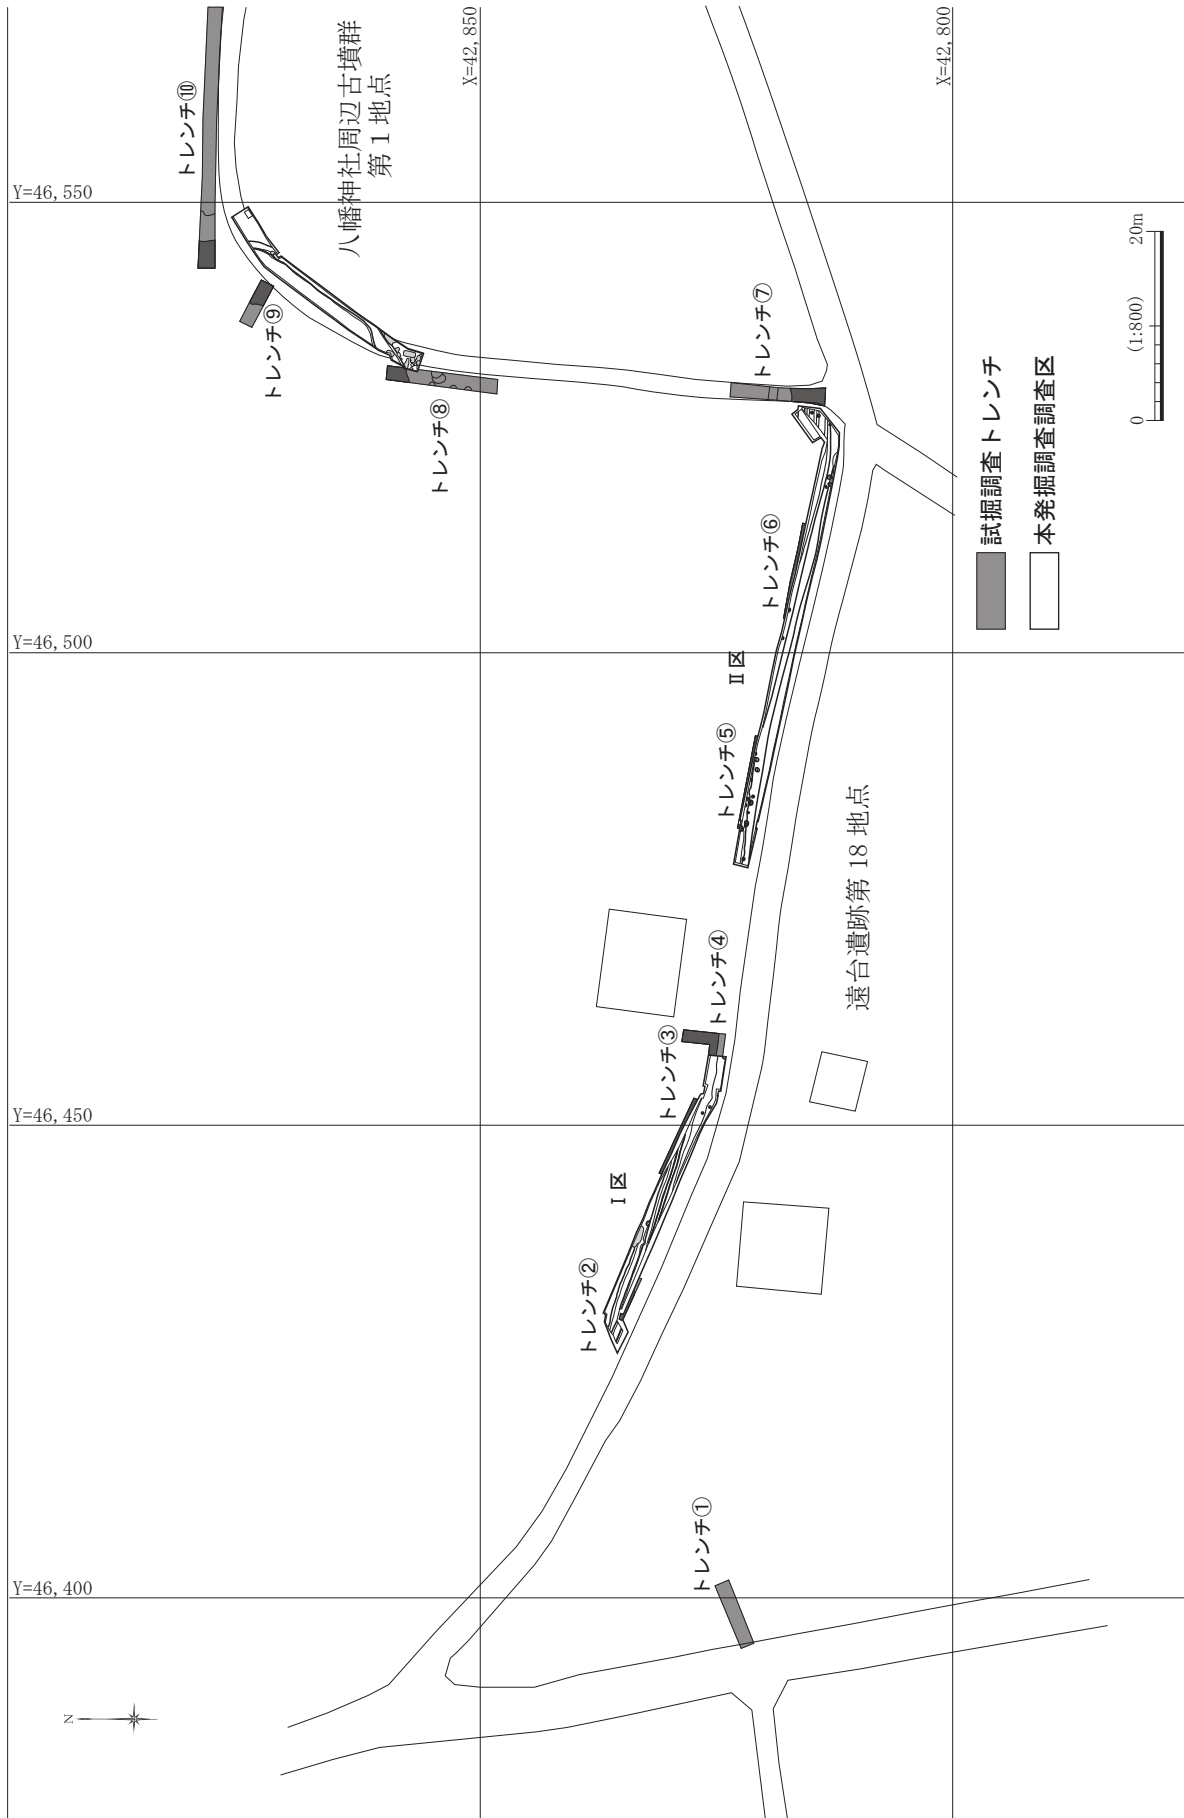 トレンチ⑩
八幡神社周辺古墳群
第 1 地点
X=42,850
X=42,800
Y=46,550
トレンチ⑨
トレンチ⑧
トレンチ⑦
トレンチ⑥
Y=46,500
Ⅱ区
トレンチ⑤
遠台遺跡第 18 地点
トレンチ④
トレンチ③
Y=46,450
Ⅰ区
トレンチ②
トレンチ①
Y=46,400
N
0
(1:800)
20m
試掘調査トレンチ
本発掘調査調査区